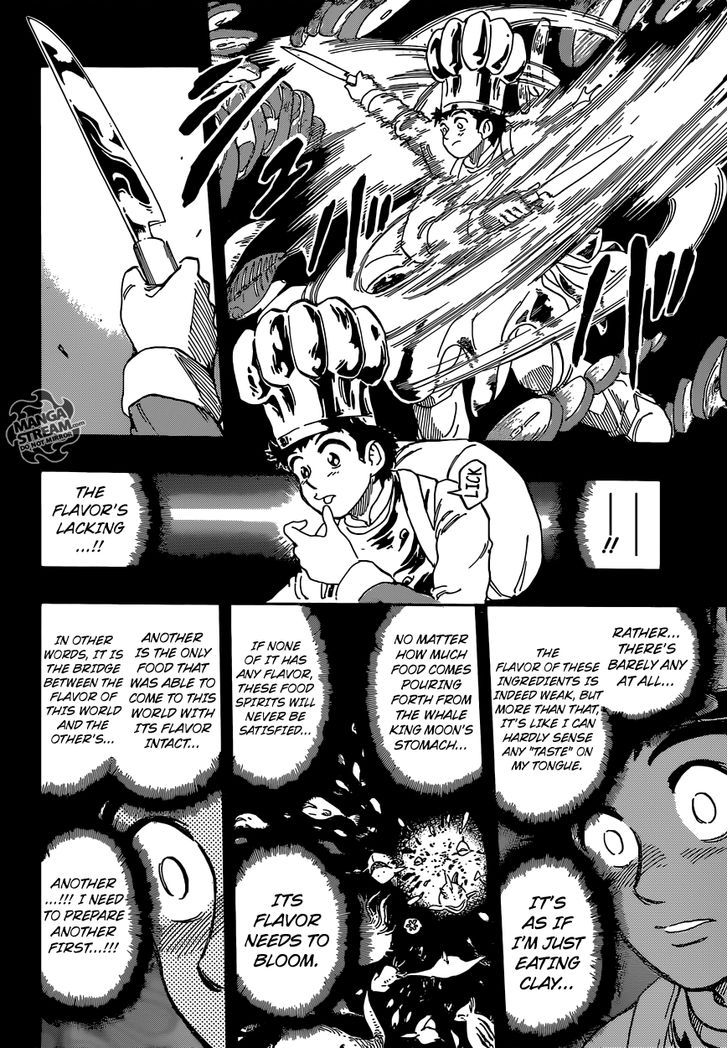 MANGA
STREAM.com
DO NOT MIRROR
LICK
!!
THE
FLAVOR'S
LACKING
...!!
RATHER...
THERE'S
BARELY ANY
AT ALL...
THE
FLAVOR OF THESE
INGREDIENTS IS
INDEED WEAK, BUT
MORE THAN THAT,
IT'S LIKE I CAN
HARDLY SENSE
ANY "TASTE" ON
MY TONGUE.
IT'S
AS IF
I'M JUST
EATING
CLAY...
NO MATTER
HOW MUCH
FOOD COMES
POURING
FORTH FROM
THE WHALE
KING MOON'S
STOMACH...
IF NONE
OF IT HAS
ANY FLAVOR,
THESE FOOD
SPIRITS WILL
NEVER BE
SATISFIED...
ITS
FLAVOR
NEEDS TO
BLOOM.
ANOTHER
IS THE ONLY
FOOD THAT
WAS ABLE TO
COME TO THIS
WORLD WITH
ITS FLAVOR
INTACT...
IN OTHER
WORDS, IT IS
THE BRIDGE
BETWEEN THE
FLAVOR OF
THIS WORLD
AND THE
OTHER'S...
ANOTHER
...!!! I NEED
TO PREPARE
ANOTHER
FIRST...!!!